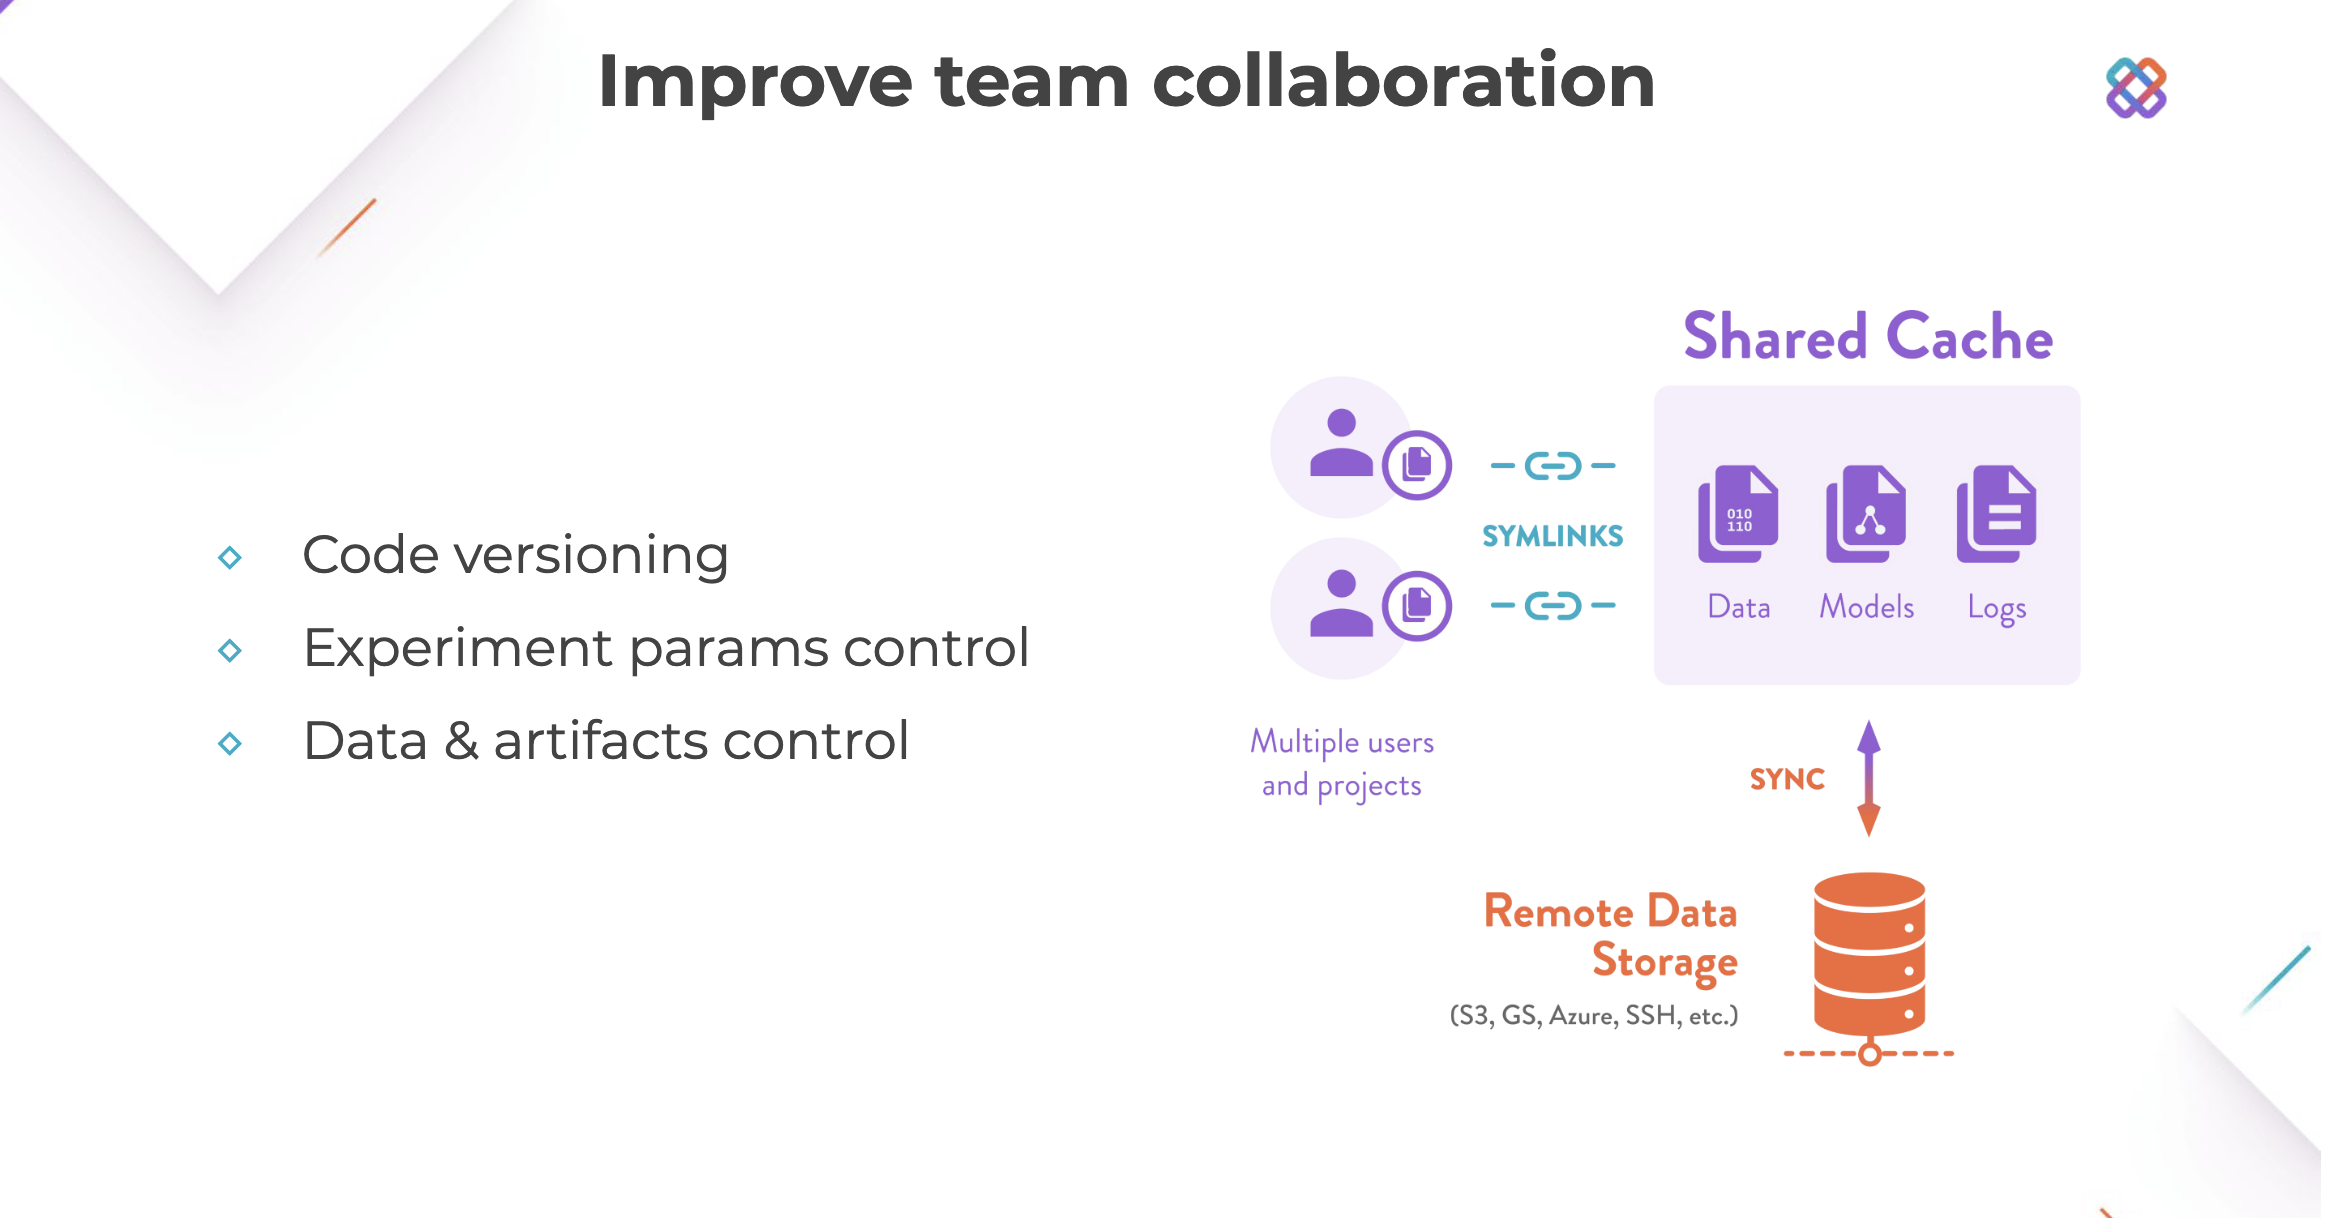 Improve team collaboration
Code versioning
Experiment params control
Data & artifacts control
Shared Cache
SYMLINKS
010
110
Data
Models
Logs
Multiple users
and projects
SYNC
Remote Data
Storage
(S3, GS, Azure, SSH, etc.)